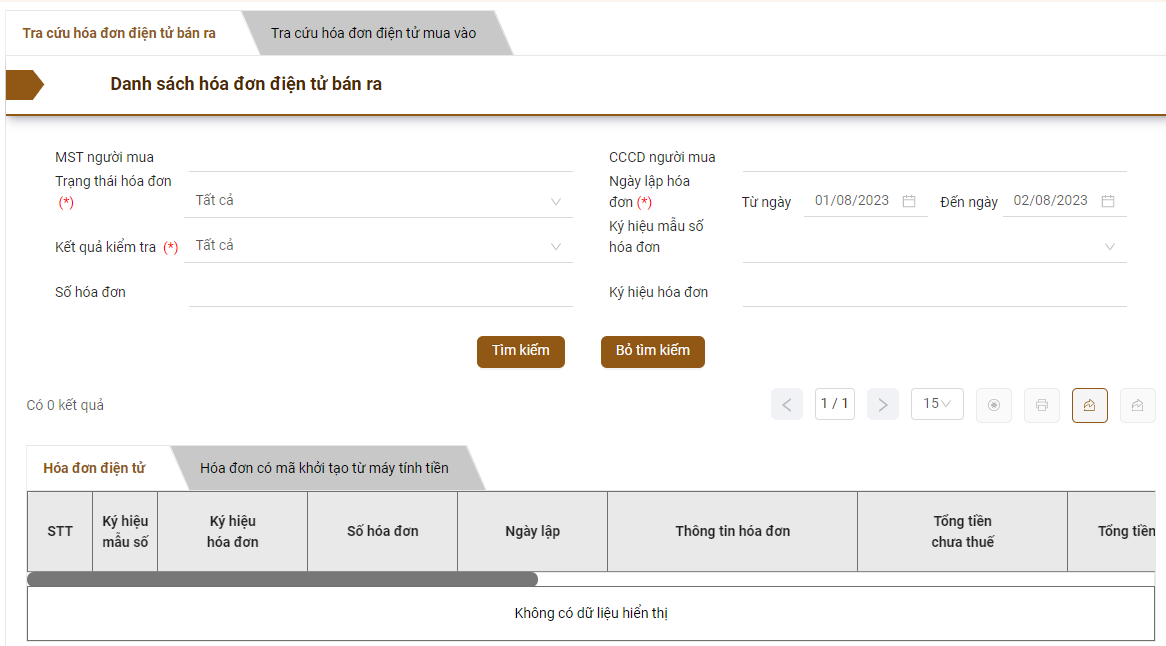 Tra cứu hóa đơn điện tử bán ra
Tra cứu hóa đơn điện tử mua vào
Danh sách hóa đơn điện tử bán ra
MST người mua
CCCD người mua
Trạng thái hóa đơn
(*)
Tất cả
Ngày lập hóa
đơn (*)
Từ ngày
01/08/2023
Đến ngày
02/08/2023
Kết quả kiểm tra (*)
Tất cả
Ký hiệu mẫu số
hóa đơn
Số hóa đơn
Ký hiệu hóa đơn
Tìm kiếm
Bỏ tìm kiếm
Có 0 kết quả
1 / 1
15
Hóa đơn điện tử
Hóa đơn có mã khởi tạo từ máy tính tiền
STT
Ký hiệu
mẫu số
Ký hiệu
hóa đơn
Số hóa đơn
Ngày lập
Thông tin hóa đơn
Tổng tiền
chưa thuế
Tổng tiền
Không có dữ liệu hiển thị